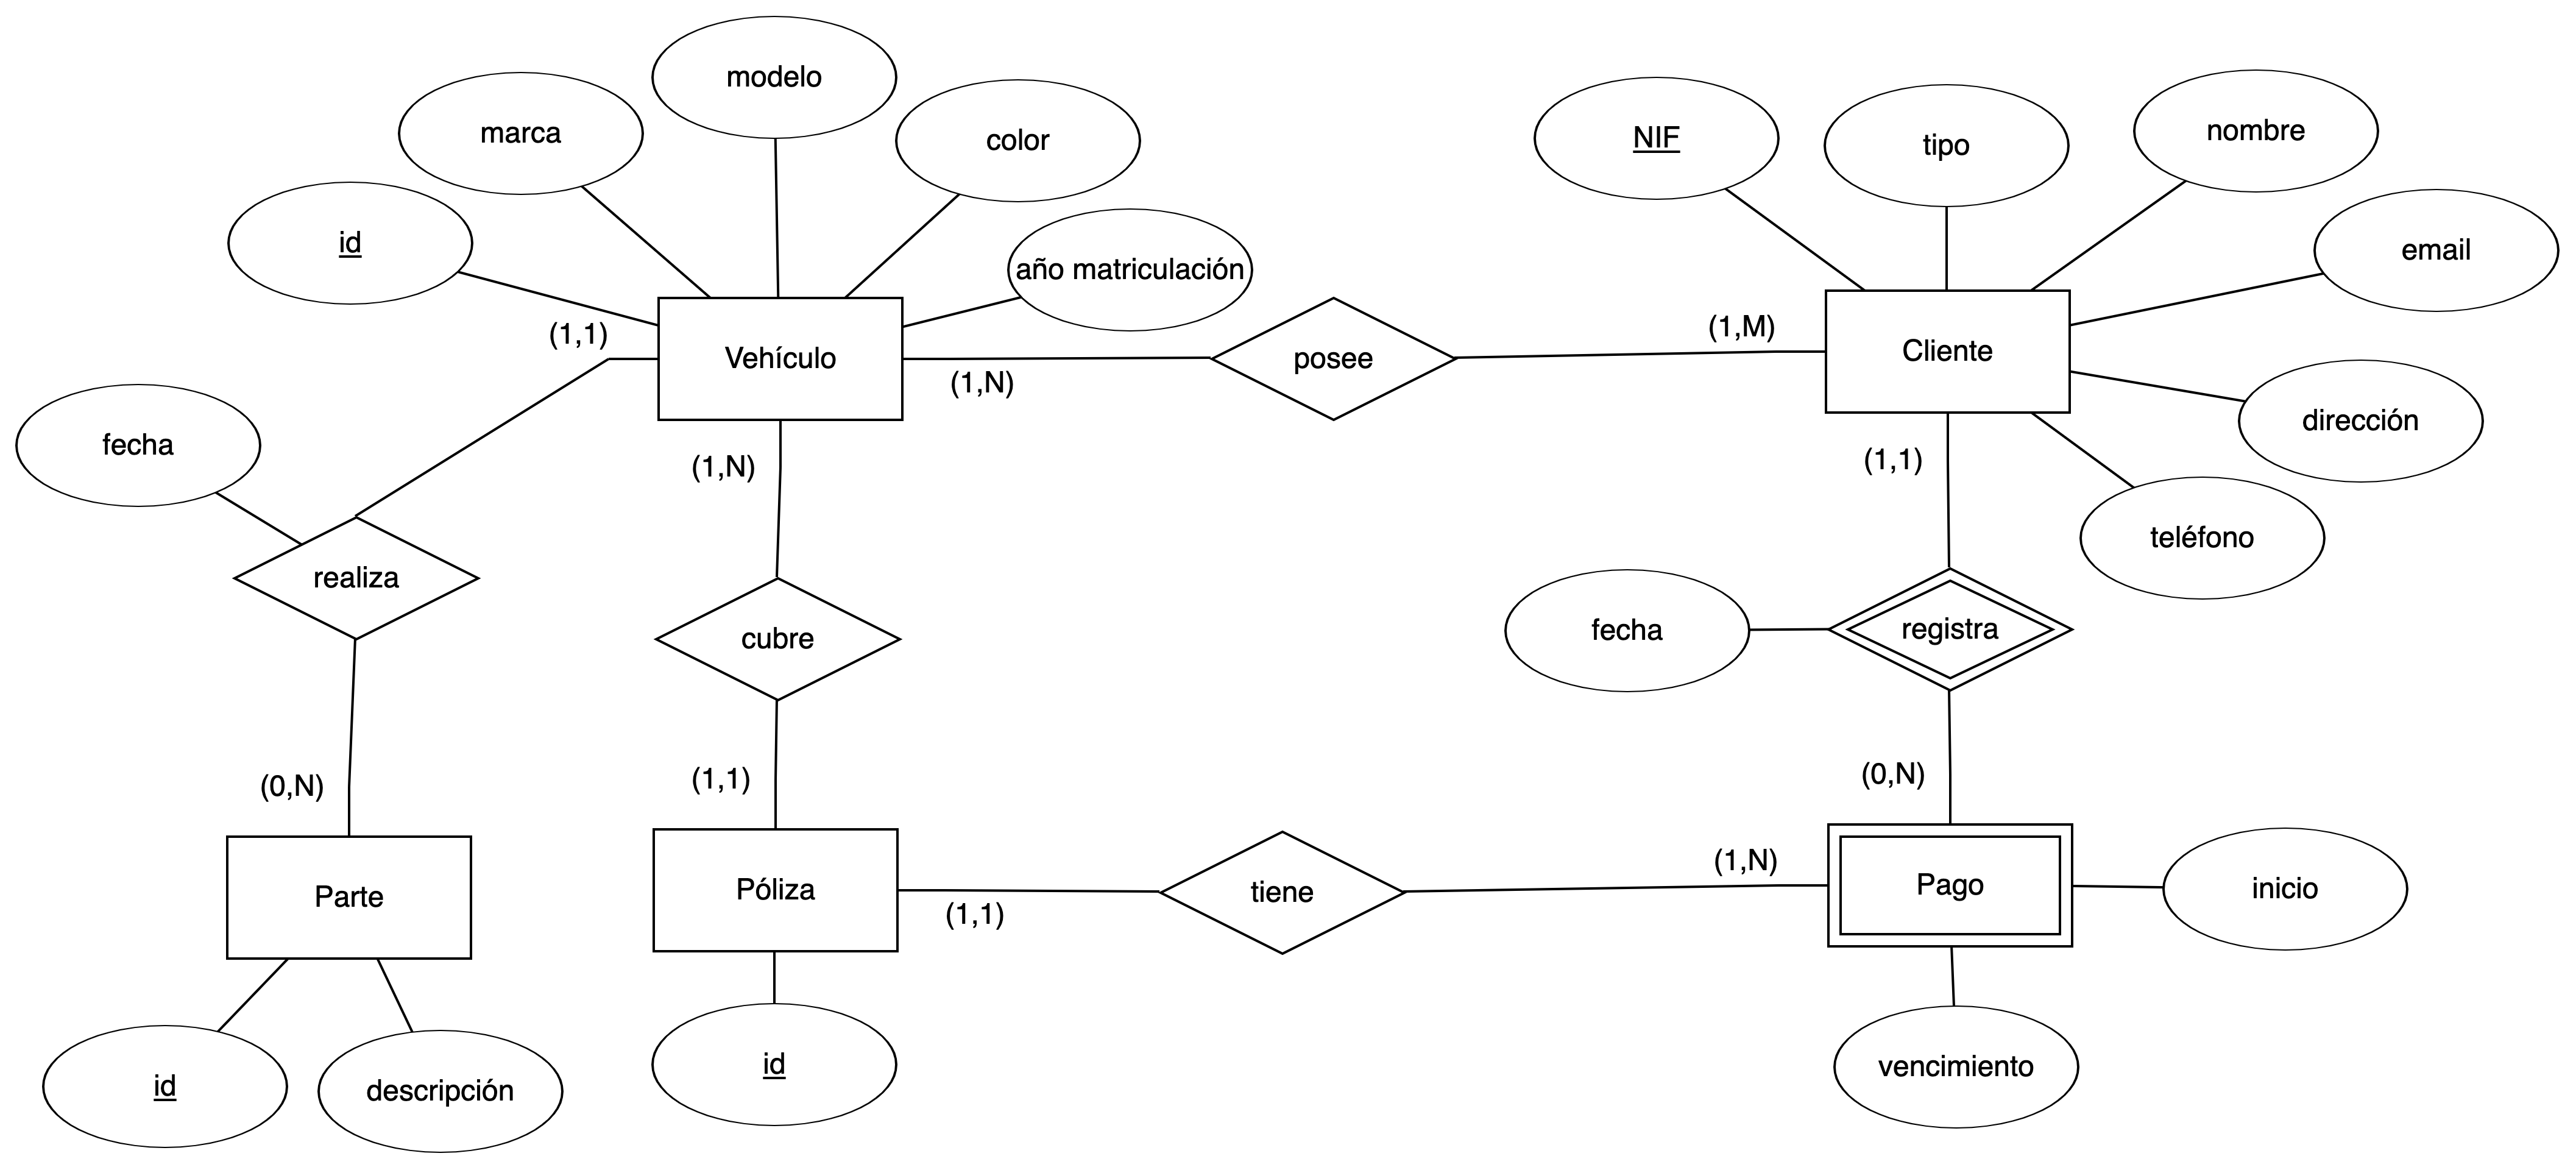 modelo
marca
color
NIF
tipo
nombre
id
año matriculación
email
(1,1)
Vehículo
(1,N)
posee
(1,M)
Cliente
dirección
fecha
(1,N)
(1,1)
teléfono
realiza
cubre
fecha
registra
(0,N)
(1,1)
(0,N)
Parte
Póliza
(1,1)
tiene
(1,N)
Pago
inicio
id
descripción
id
vencimiento